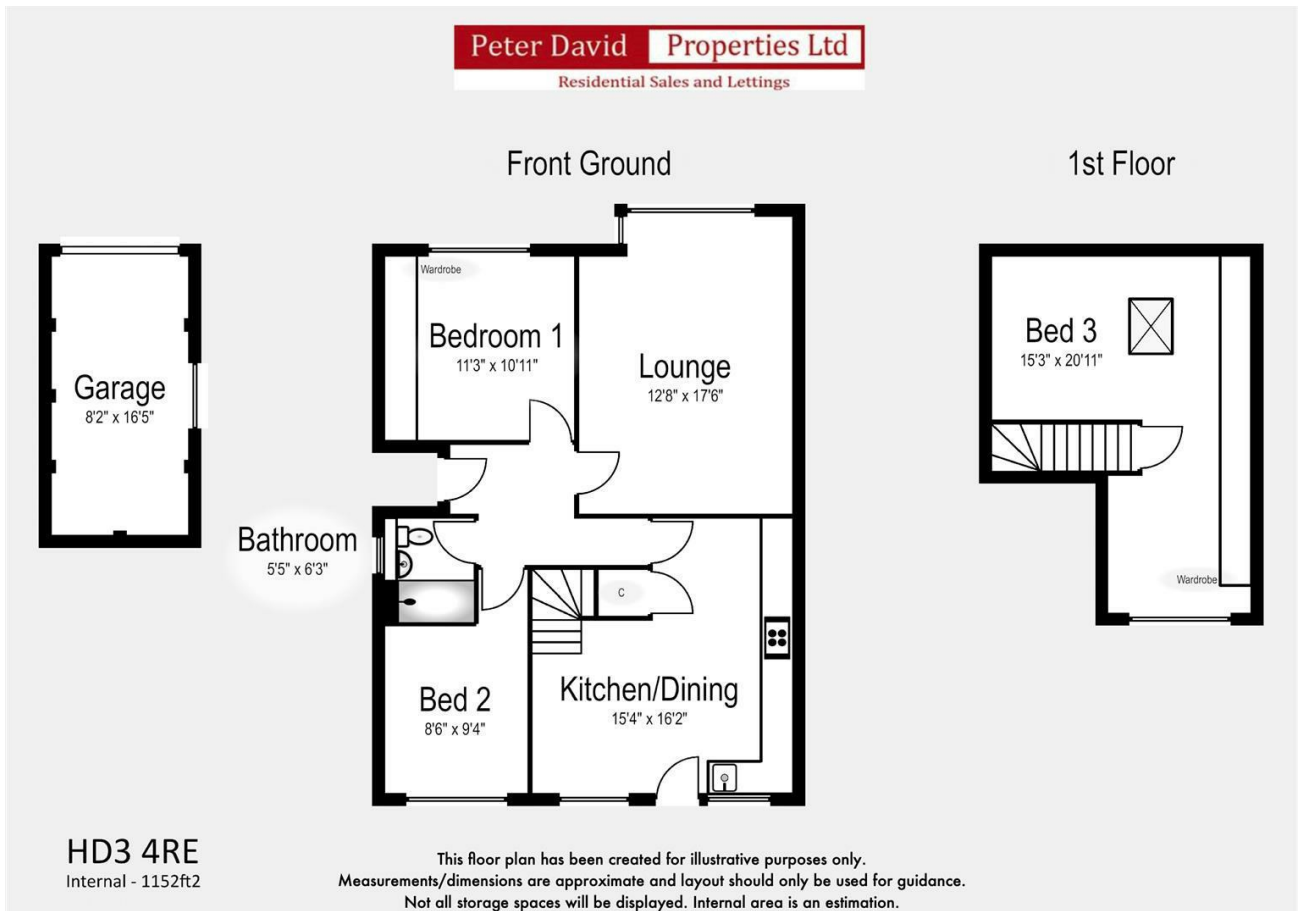 Peter David Properties Ltd
Residential Sales and Lettings
Front Ground
1st Floor
Wardrobe
Bedroom 1
11'3" x 10'11"
Lounge
12'8" x 17'6"
Bed 3
15'3" x 20'11"
Garage
8'2" x 16'5"
Bathroom
5'5" x 6'3"
C
Wardrobe
Kitchen/Dining
15'4" x 16'2"
Bed 2
8'6" x 9'4"
HD3 4RE
Internal - 1152ft2
This floor plan has been created for illustrative purposes only.
Measurements/dimensions are approximate and layout should only be used for guidance.
Not all storage spaces will be displayed. Internal area is an estimation.